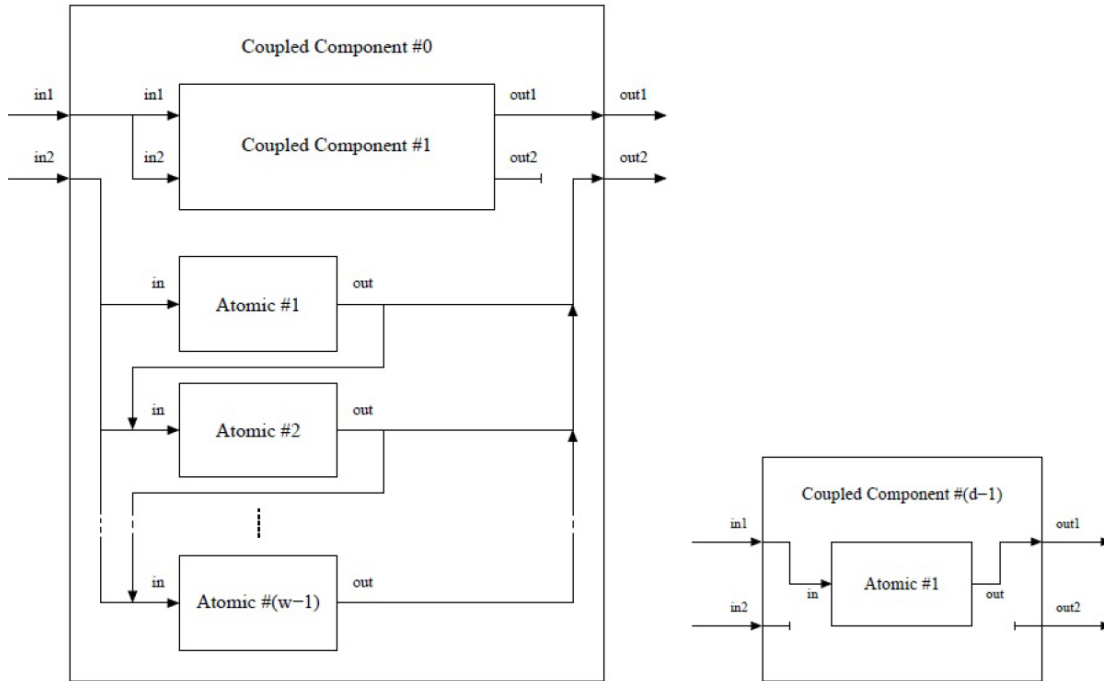 Coupled Component #0
in1
in1
out1
out1
Coupled Component #1
in2
in2
out2
out2
in
Atomic #1
out
in
Atomic #2
out
in
Atomic #(w−1)
out
Coupled Component #(d−1)
in1
out1
Atomic #1
in
out
in2
out2